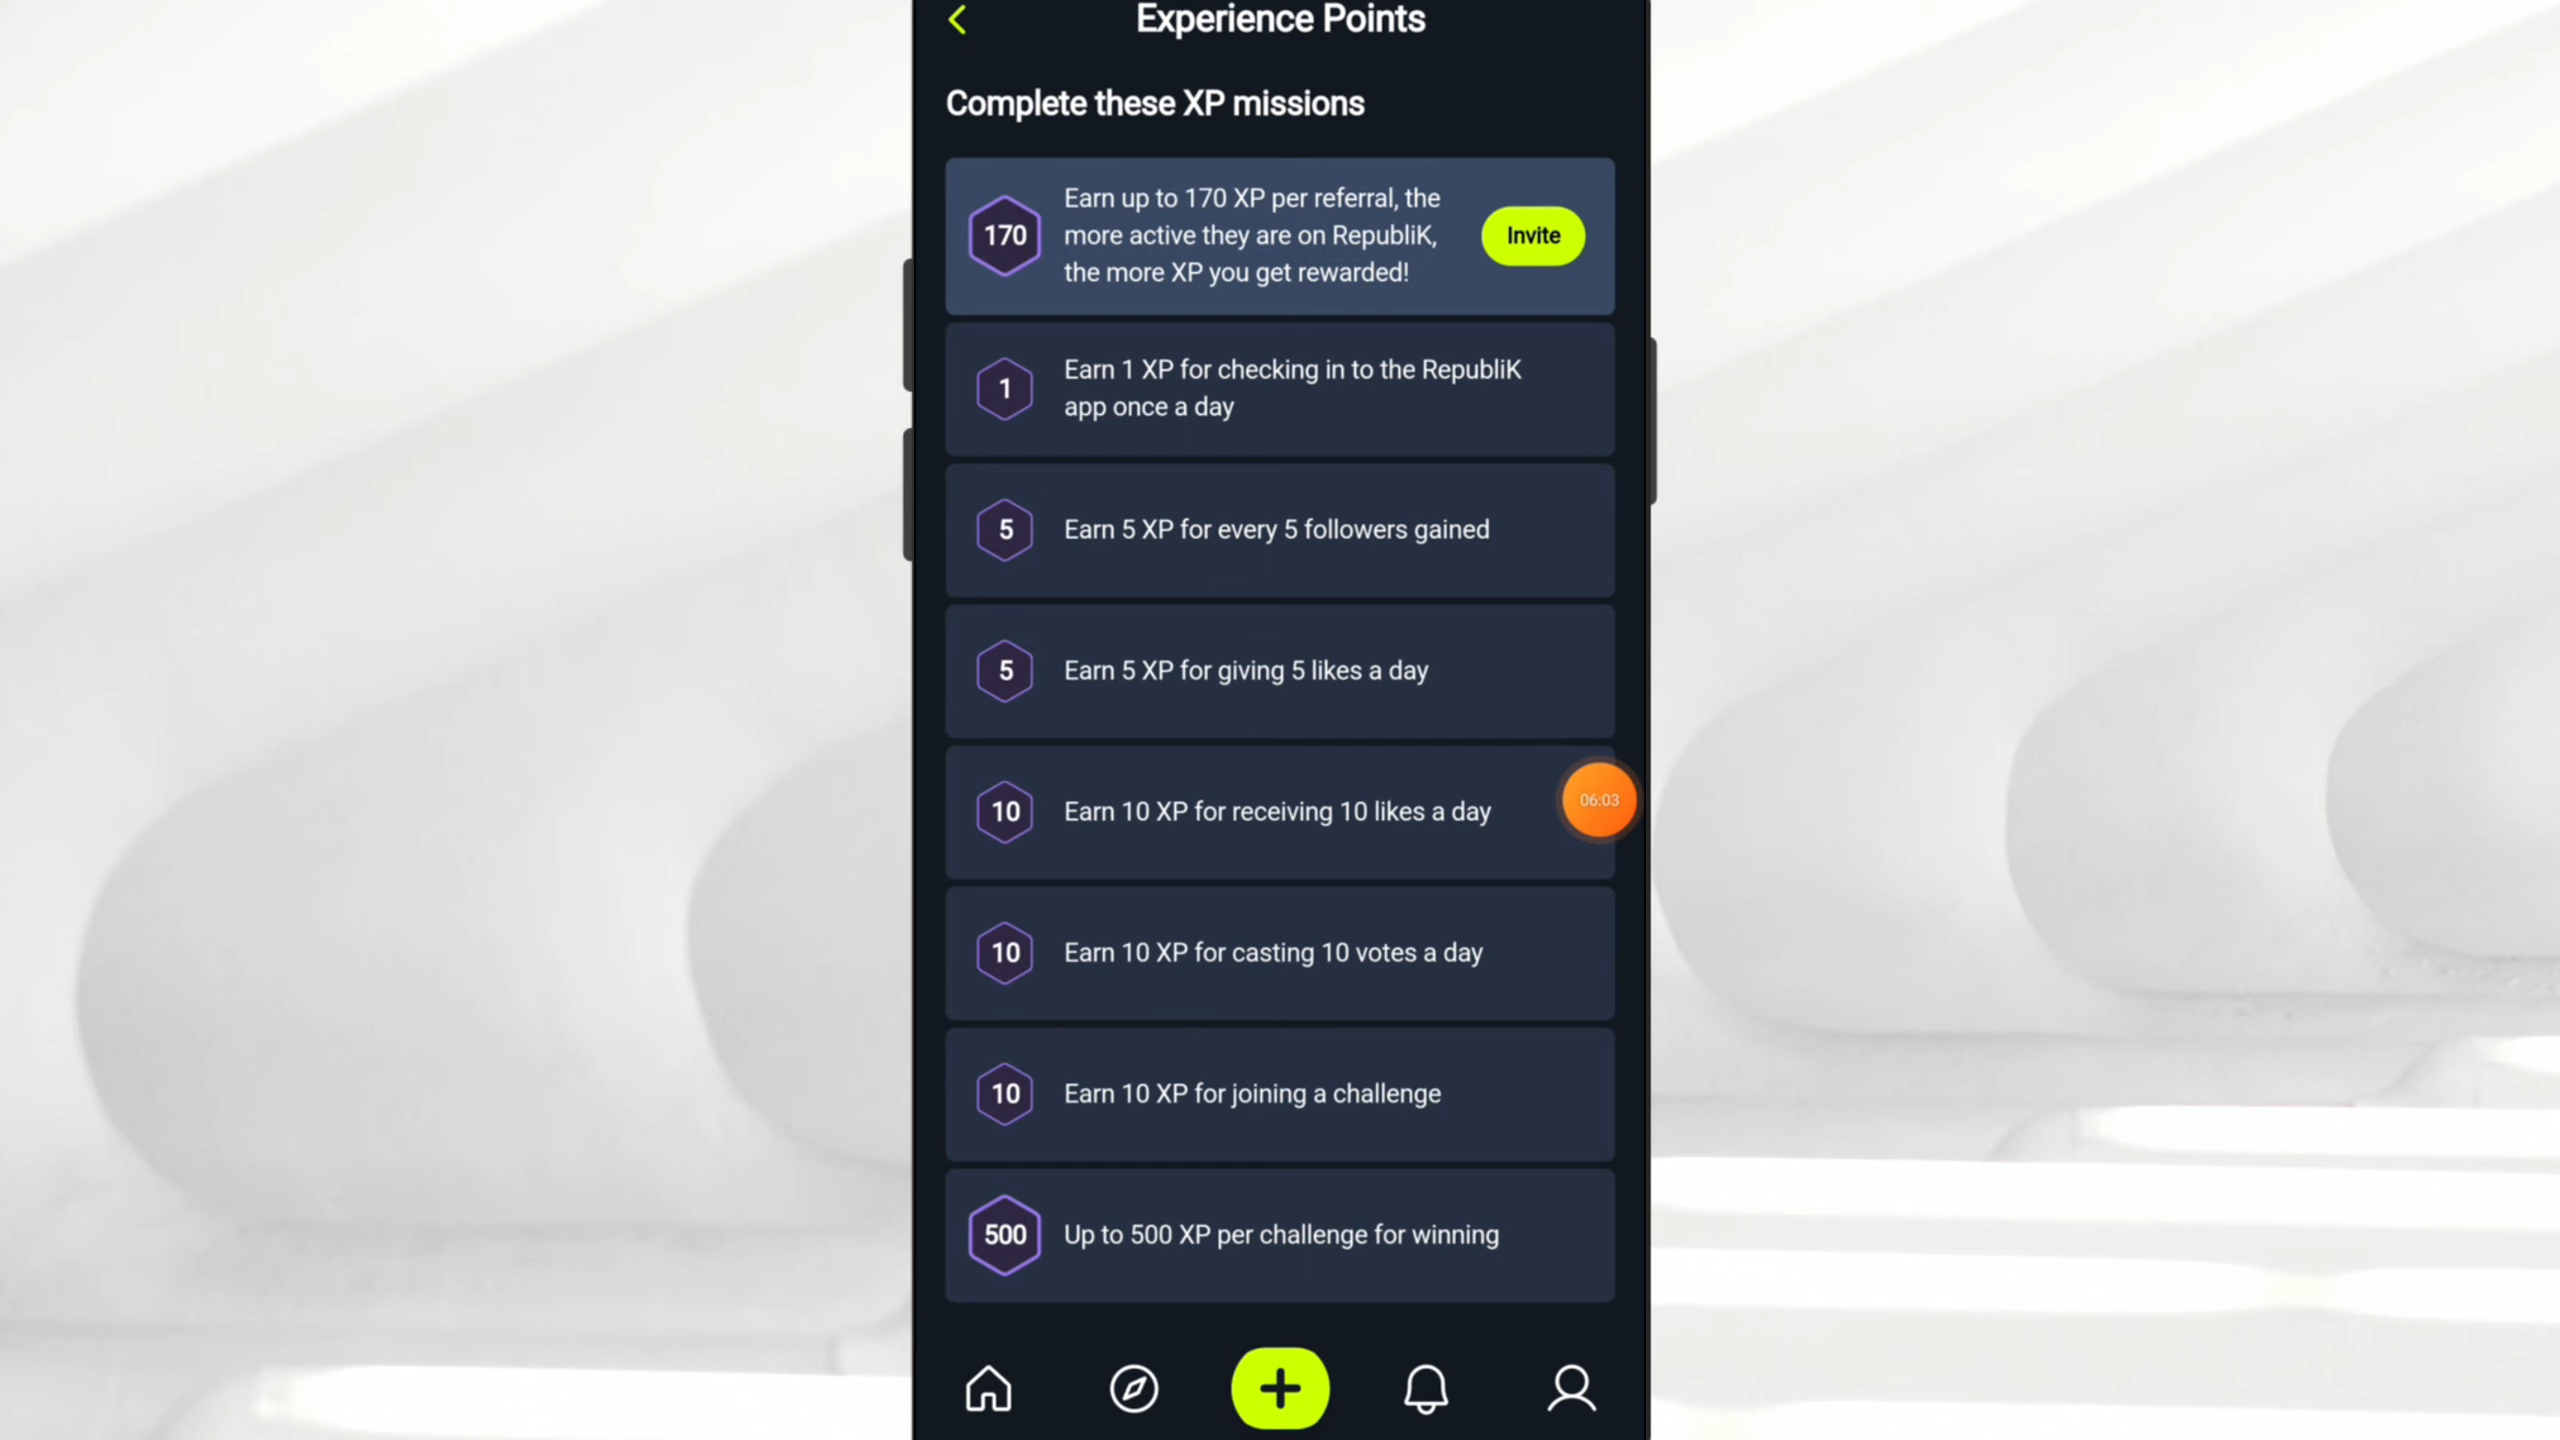 Experience Points
Complete these XP missions
170
Earn up to 170 XP per referral, the
more active they are on RepubliK,
the more XP you get rewarded!
Invite
1
Earn 1 XP for checking in to the RepubliK
app once a day
5
Earn 5 XP for every 5 followers gained
5
Earn 5 XP for giving 5 likes a day
10
Earn 10 XP for receiving 10 likes a day
06:03
10
Earn 10 XP for casting 10 votes a day
10
Earn 10 XP for joining a challenge
500
Up to 500 XP per challenge for winning